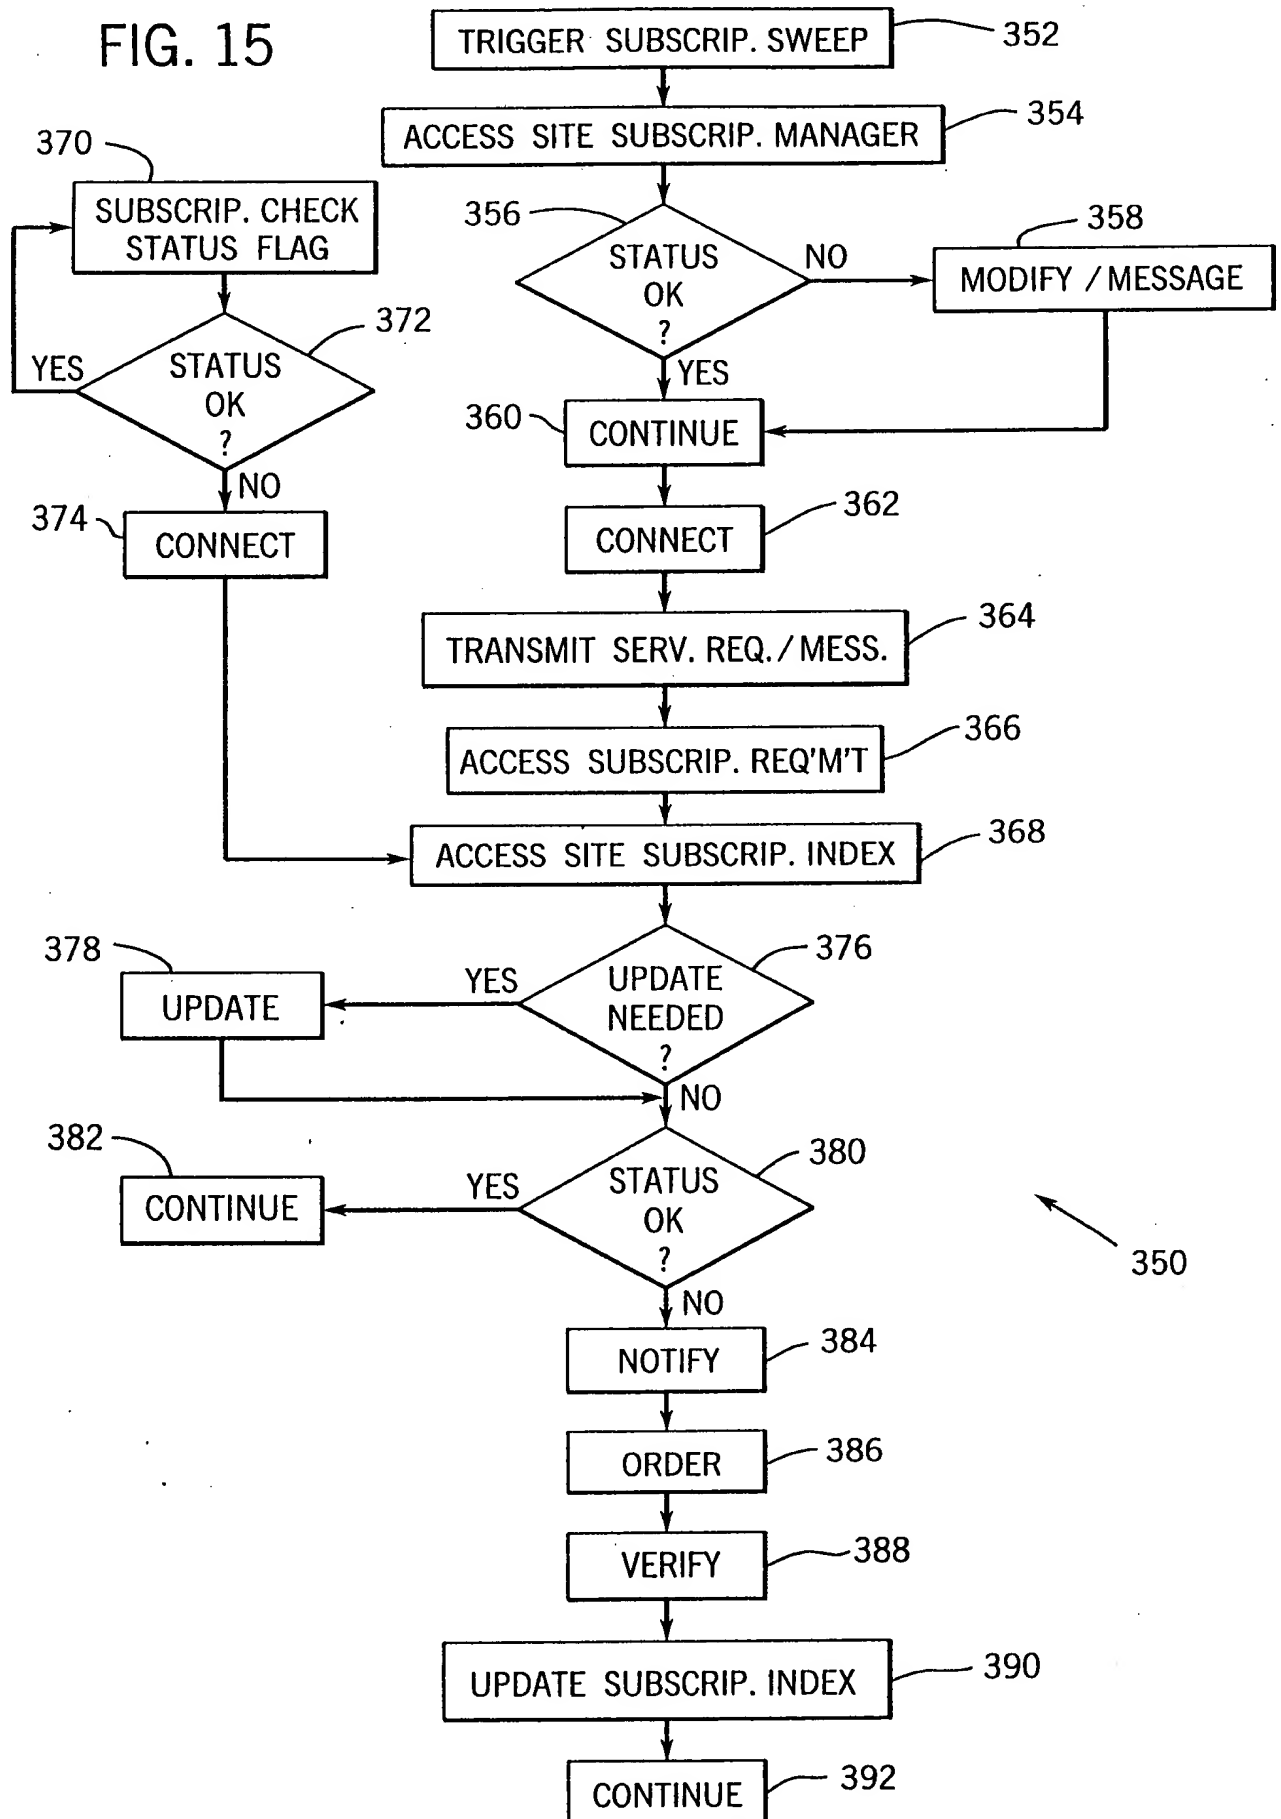 FIG. 15
TRIGGER SUBSCRIP. SWEEP
352
ACCESS SITE SUBSCRIP. MANAGER
354
370
SUBSCRIP. CHECK
STATUS FLAG
356
STATUS
OK
?
NO
358
MODIFY / MESSAGE
372
YES
STATUS
OK
?
YES
360
CONTINUE
NO
374
CONNECT
362
CONNECT
364
TRANSMIT SERV. REQ. / MESS.
366
ACCESS SUBSCRIP. REQ'M'T
368
ACCESS SITE SUBSCRIP. INDEX
378
UPDATE
YES
376
UPDATE
NEEDED
?
NO
382
CONTINUE
YES
380
STATUS
OK
?
350
NO
NOTIFY
384
ORDER
386
VERIFY
388
UPDATE SUBSCRIP. INDEX
390
CONTINUE
392